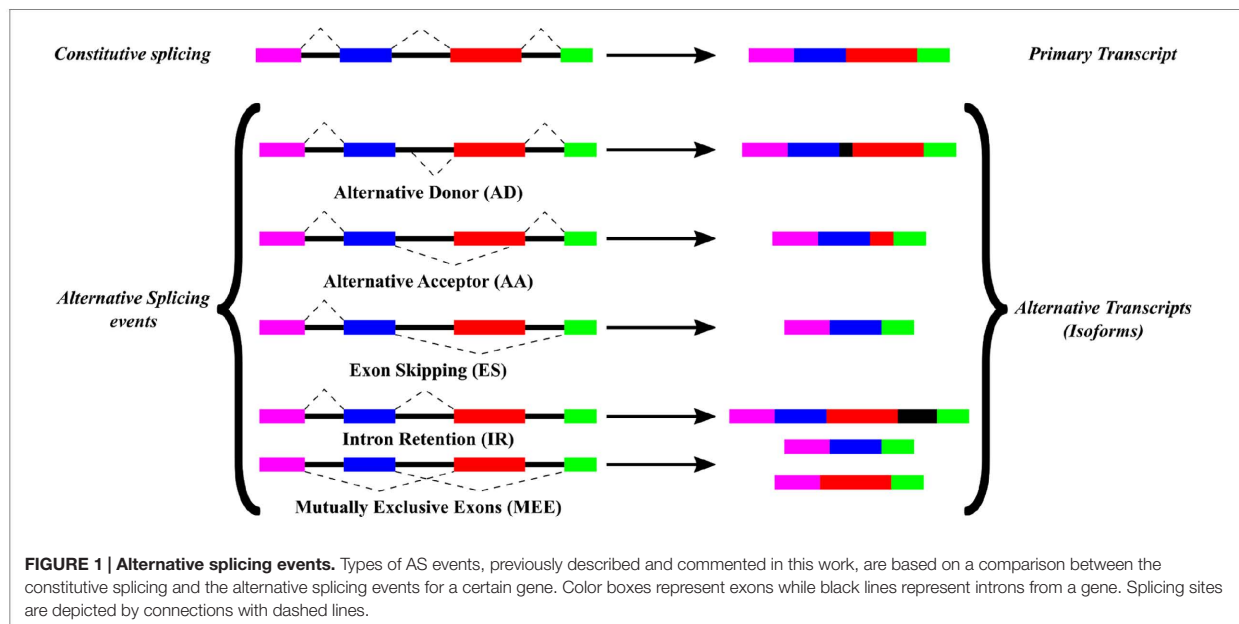 Constitutive splicing
Primary Transcript
Alternative Donor (AD)
Alternative Acceptor (AA)
Alternative Splicing
events
Alternative Transcripts
(Isoforms)
Exon Skipping (ES)
Intron Retention (IR)
Mutually Exclusive Exons (MEE)
FIGURE 1 | Alternative splicing events. Types of AS events, previously described and commented in this work, are based on a comparison between the
constitutive splicing and the alternative splicing events for a certain gene. Color boxes represent exons while black lines represent introns from a gene. Splicing sites
are depicted by connections with dashed lines.